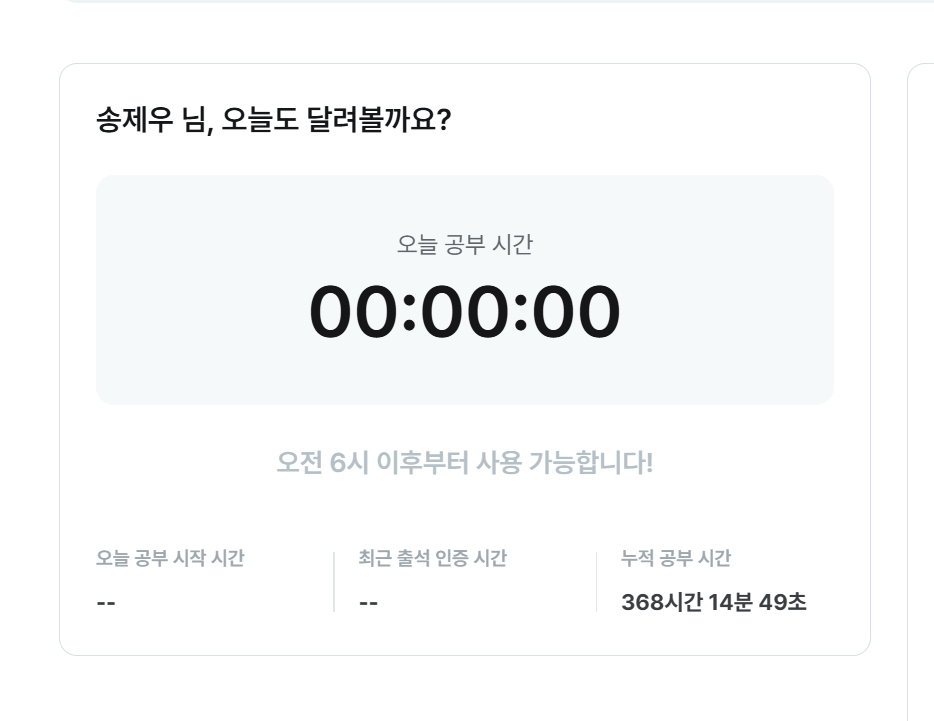 송제우 님, 오늘도 달려볼까요?
오늘 공부 시간
00:00:00
오전 6시 이후부터 사용 가능합니다!
오늘 공부 시작 시간
--
최근 출석 인증 시간
--
누적 공부 시간
368시간 14분 49초